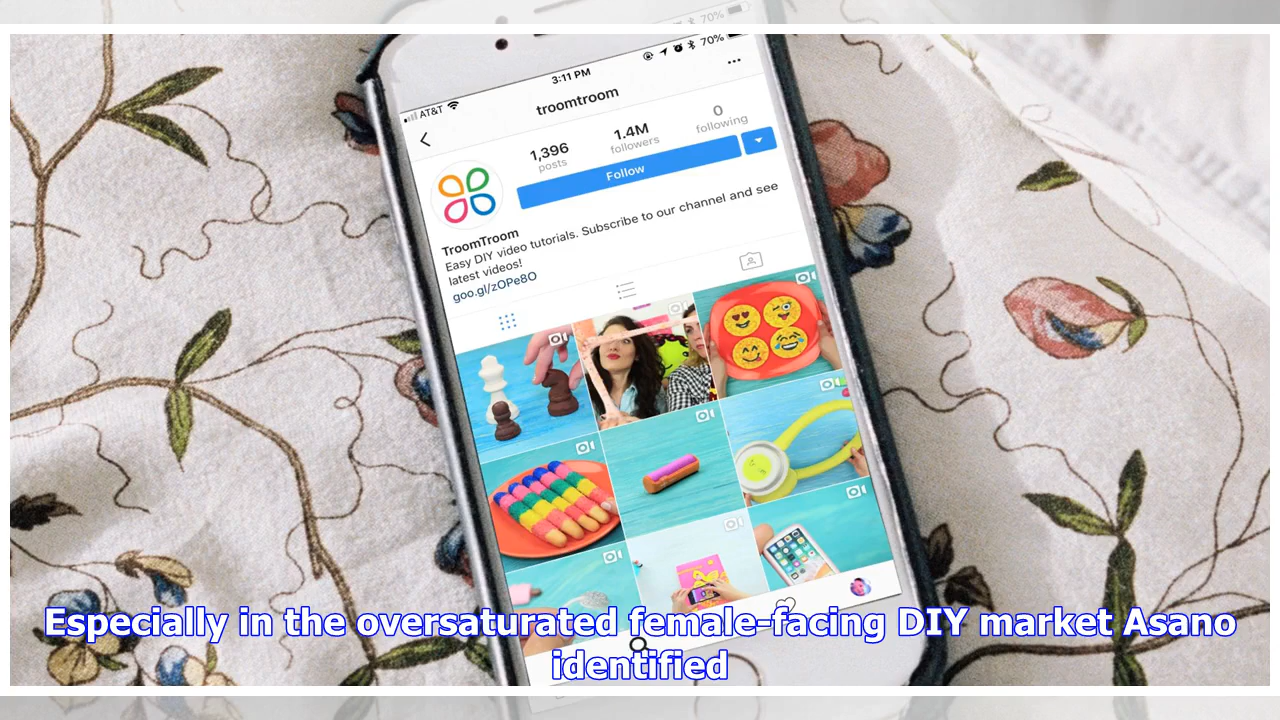 70%
70%
3:11 PM
AT&T
troomtroom
1,396
1.4M
0
posts
followers
following
Follow
TroomTroom
Easy DIY video tutorials. Subscribe to our channel and see
latest videos!
goo.gl/zOPe8O
Especially in the oversaturated female-facing DIY market Asano
identified